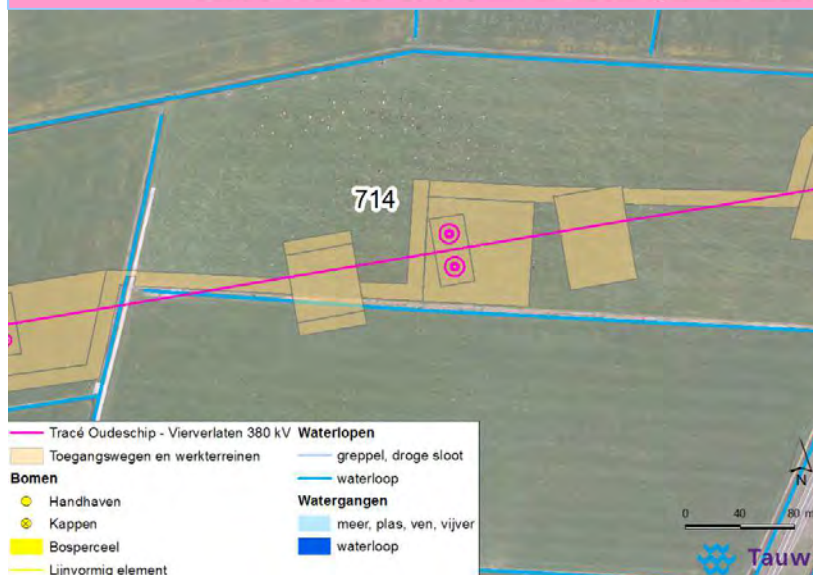 714
Tracé Oudeschip - Vierverlaten 380 kV
Toegangswegen en werkterreinen
Bomen
Handhaven
Kappen
Bosperceel
Lijnvormig element
Waterlopen
greppel, droge sloot
waterloop
Watergangen
meer, plas, ven, vijver
waterloop
N
0 40 80 m
Tauw